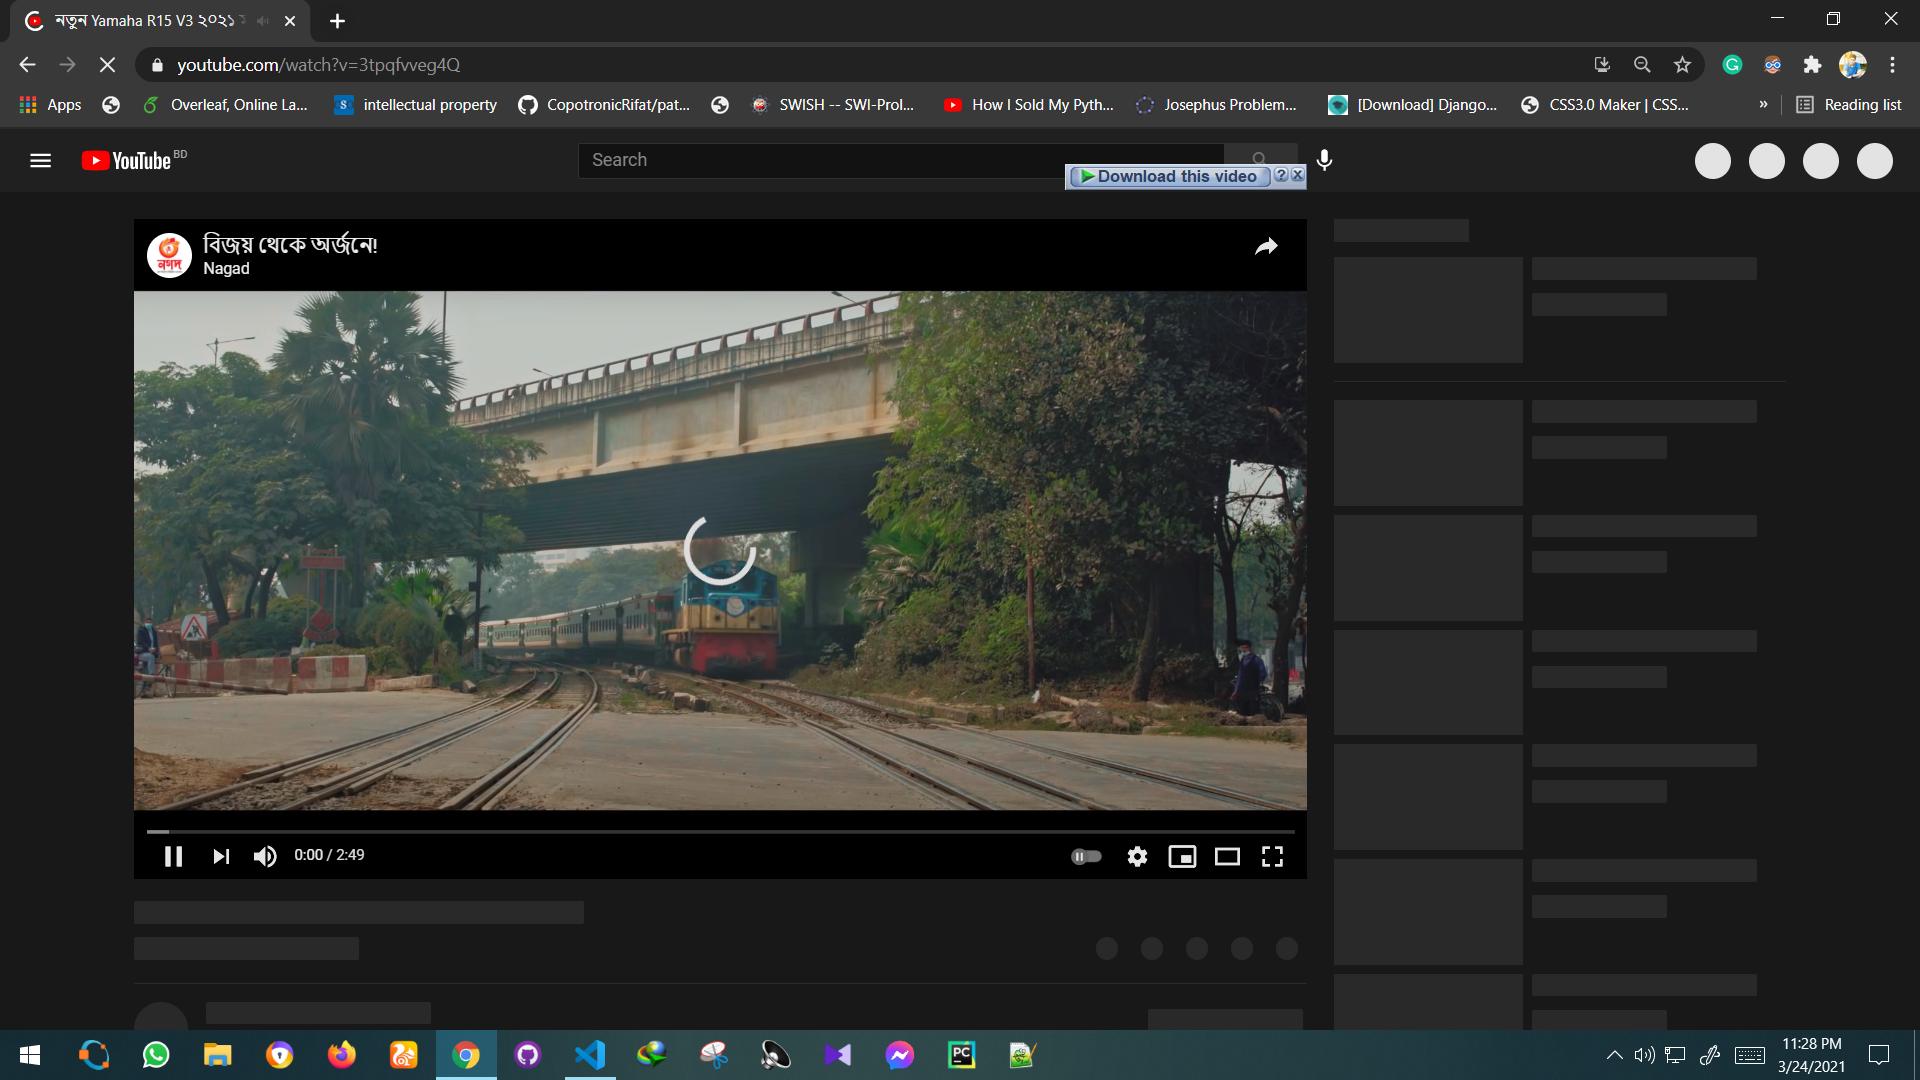 নতুন Yamaha R15 V3 ২০২১
youtube.com/watch?v=3tpqfvveg4Q
Apps
Overleaf, Online La...
intellectual property
CopotronicRifat/pat...
SWISH -- SWI-Prol...
How I Sold My Pyth...
Josephus Problem...
[Download] Django...
CSS3.0 Maker | CSS...
»
Reading list
YouTube BD
Search
Download this video
?
x
বিজয় থেকে অর্জনে!
Nagad
নগদ
0:00 / 2:49
PC
11:28 PM
3/24/2021